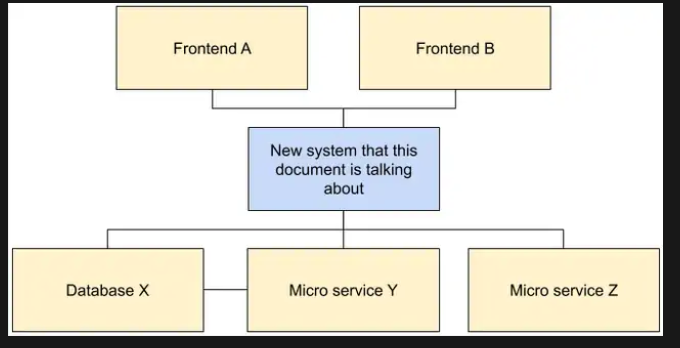 Frontend A
Frontend B
New system that this
document is talking
about
Database X
Micro service Y
Micro service Z